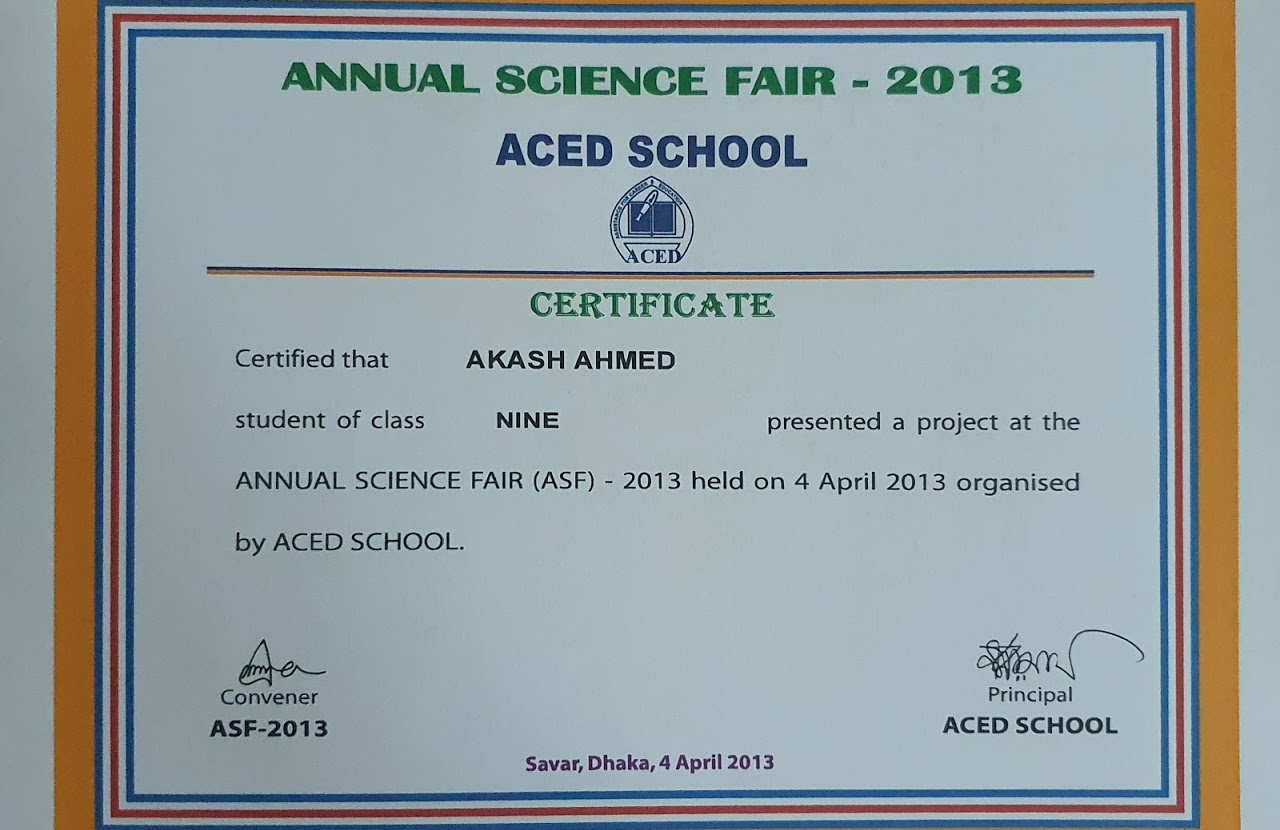 ANNUAL SCIENCE FAIR - 2013
ACED SCHOOL
ASSISTANCE FOR CAREER & EDUCATION
ACED
CERTIFICATE
Certified that AKASH AHMED
student of class NINE presented a project at the
ANNUAL SCIENCE FAIR (ASF) - 2013 held on 4 April 2013 organised
by ACED SCHOOL.
Convener
ASF-2013
Principal
ACED SCHOOL
Savar, Dhaka, 4 April 2013